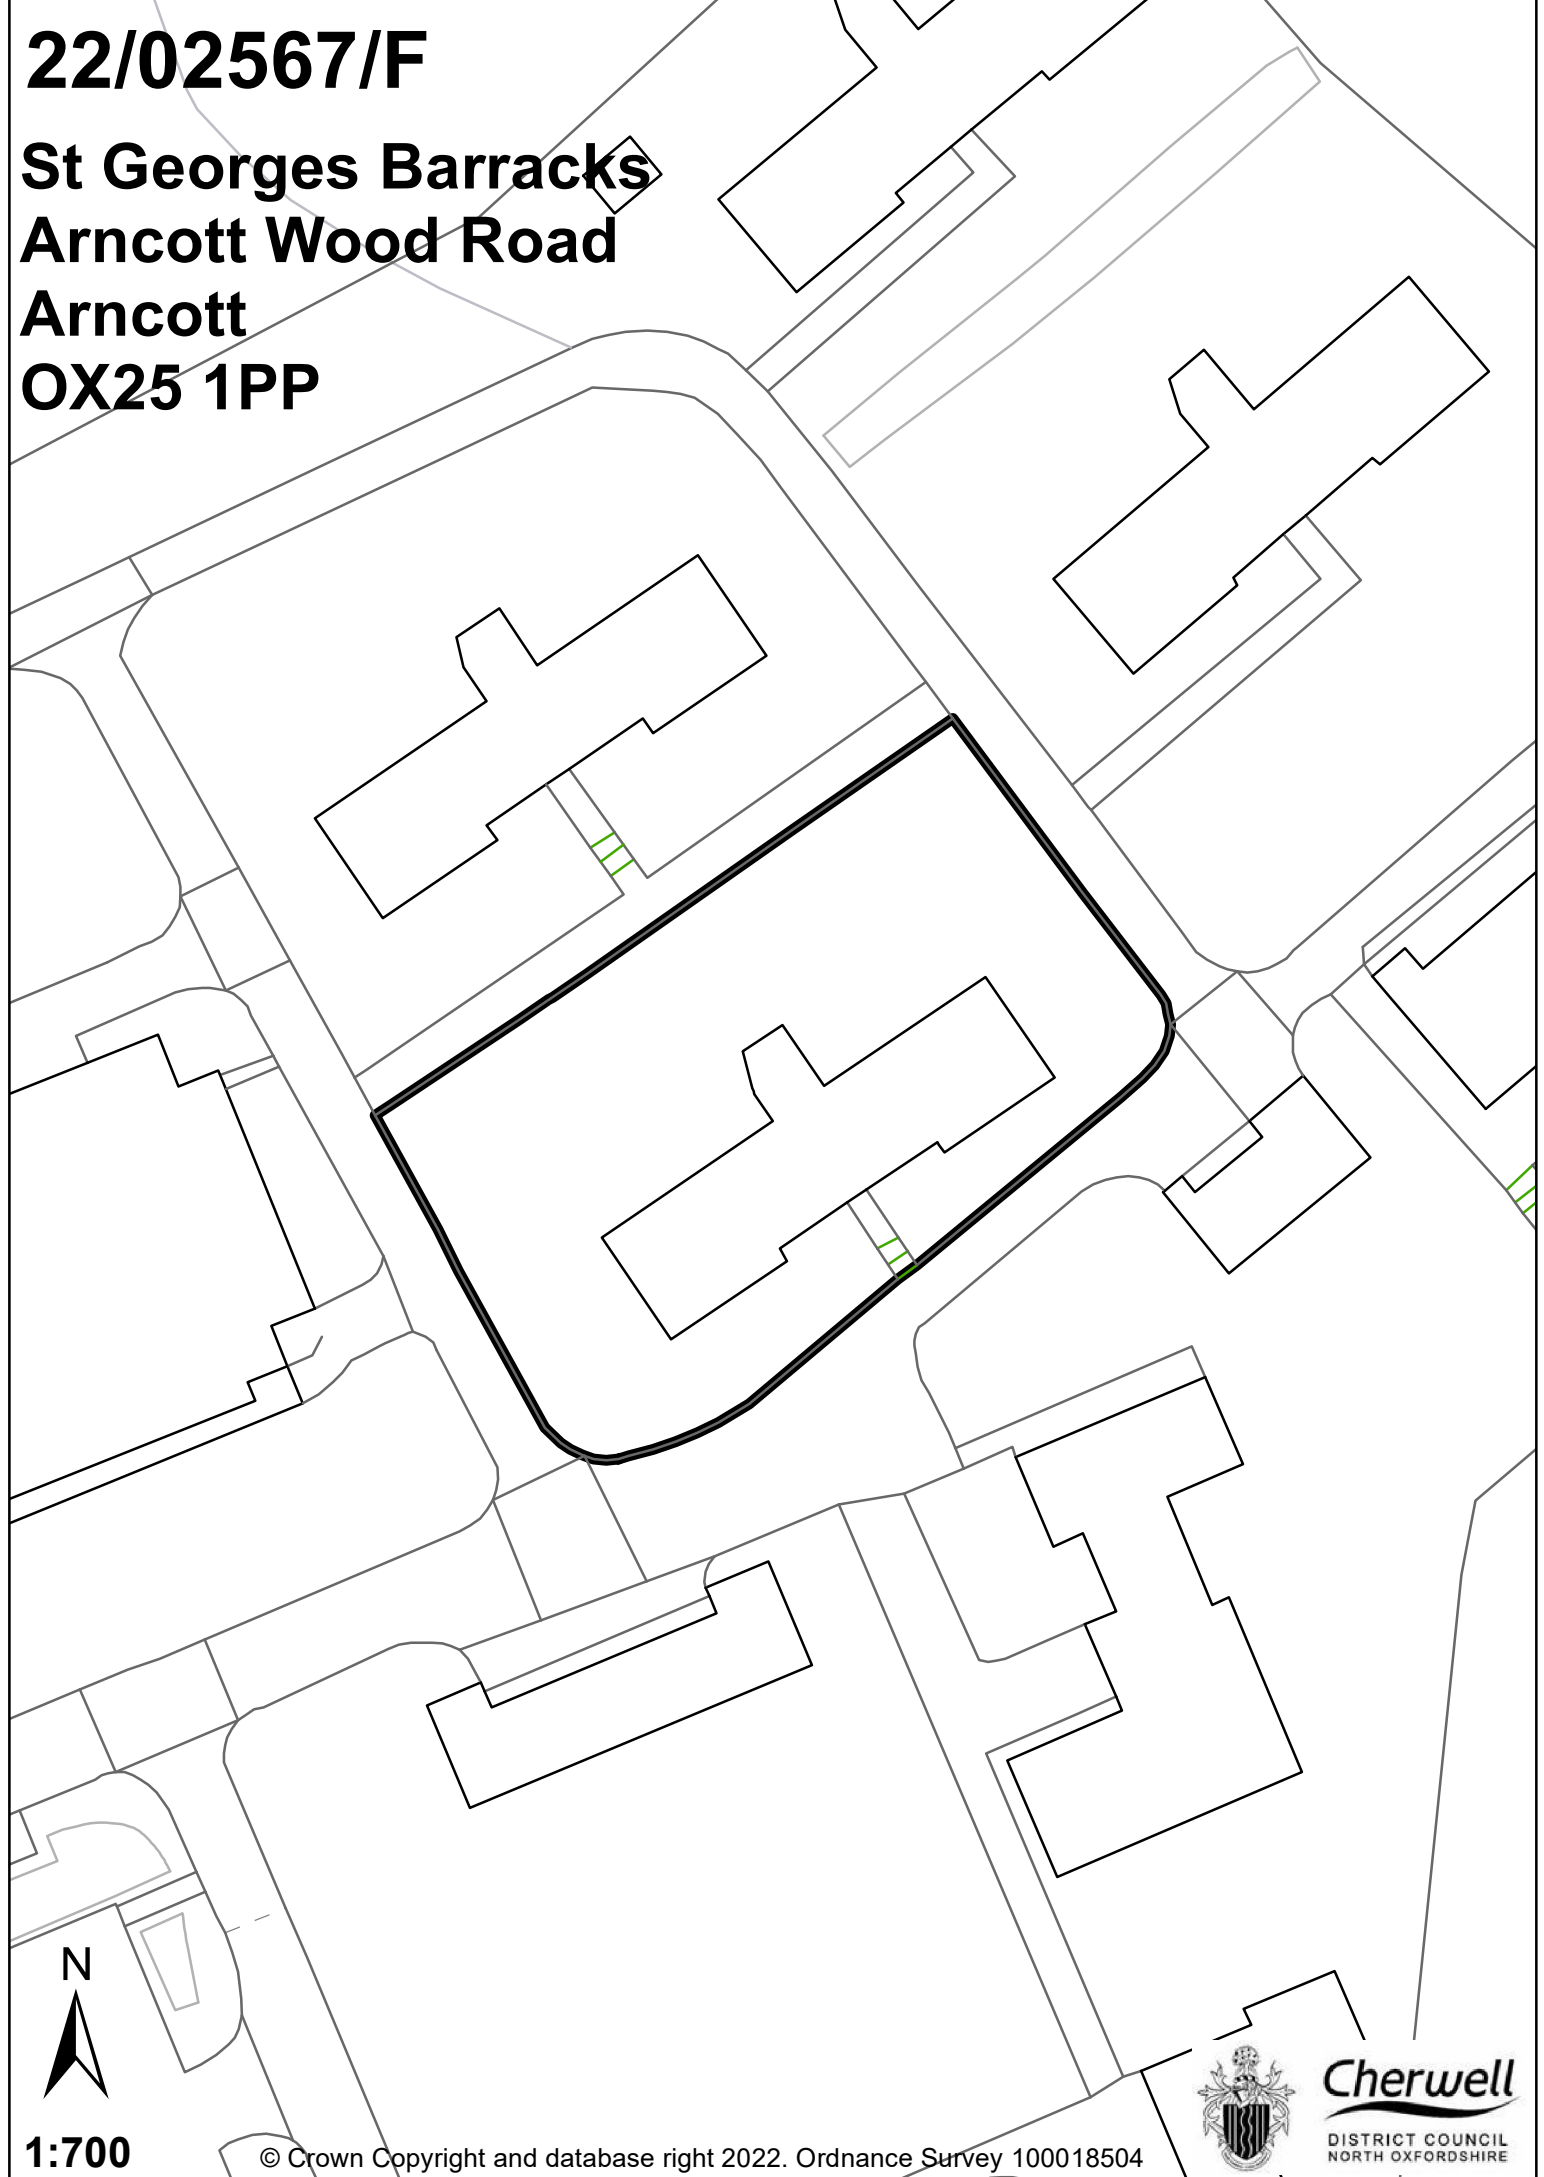 22/02567/F
St Georges Barracks
Arncott Wood Road
Arncott
OX25 1PP
N
1:700
© Crown Copyright and database right 2022. Ordnance Survey 100018504
Cherwell
DISTRICT COUNCIL
NORTH OXFORDSHIRE